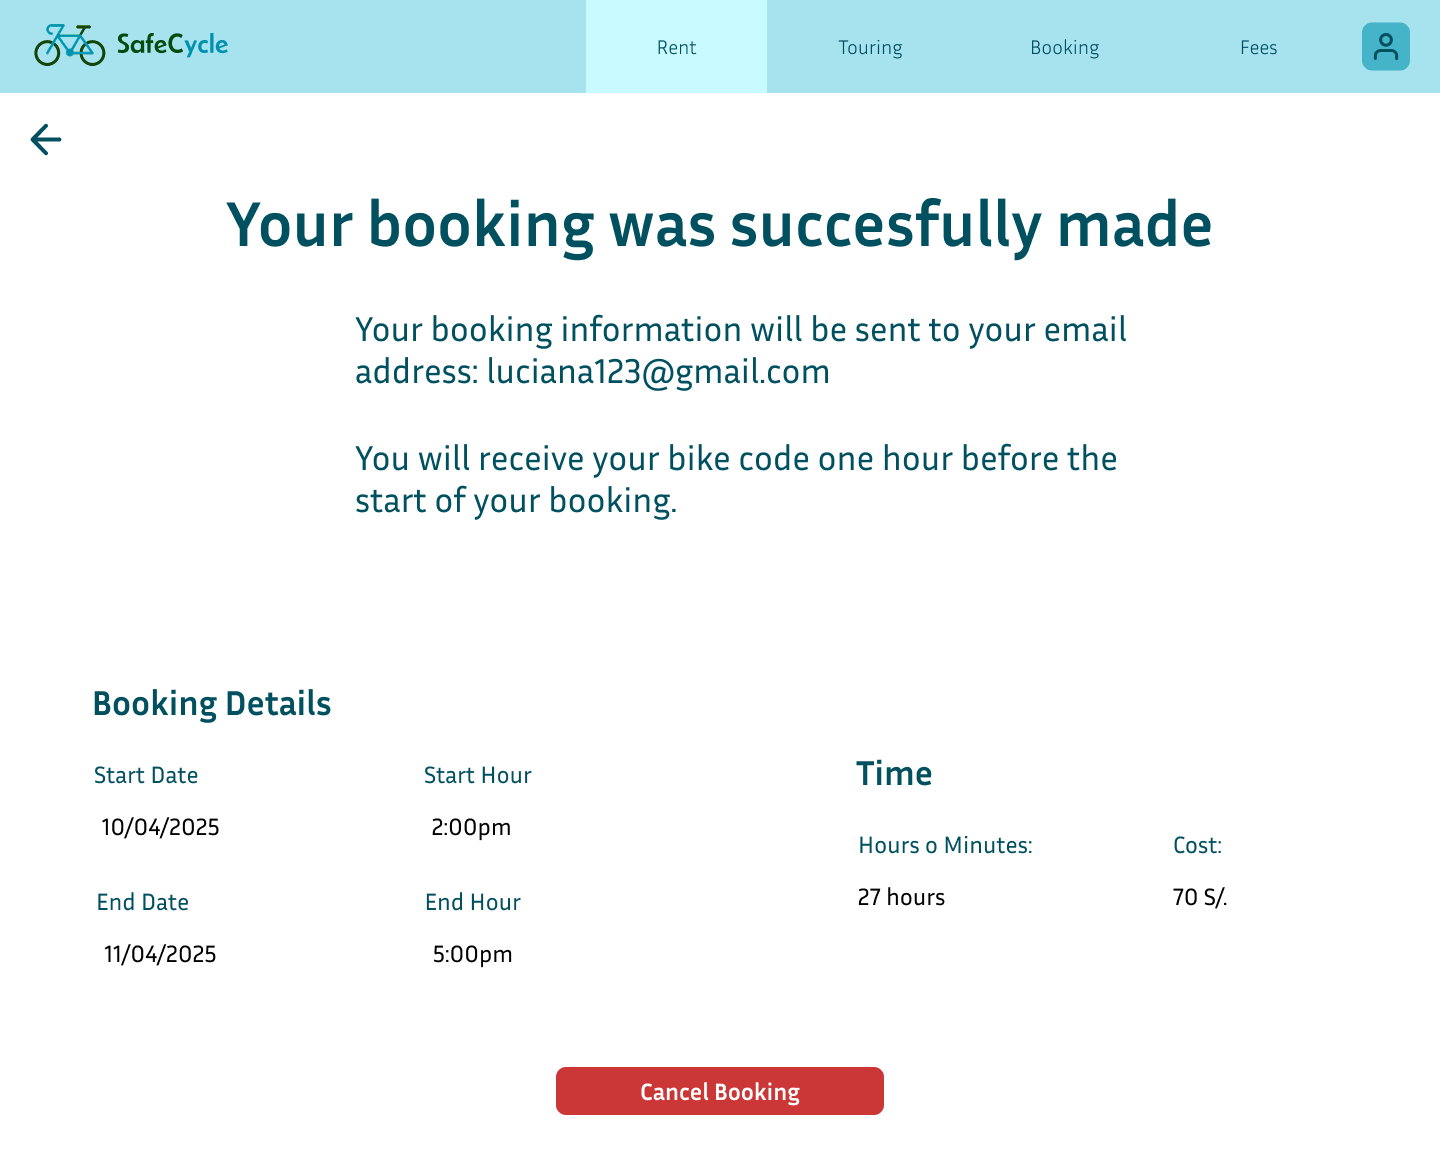 SafeCycle
Rent
Touring
Booking
Fees
Your booking was succesfully made
Your booking information will be sent to your email
address: luciana123@gmail.com
You will receive your bike code one hour before the
start of your booking.
Booking Details
Start Date
Start Hour
10/04/2025
2:00pm
End Date
End Hour
11/04/2025
5:00pm
Time
Hours o Minutes:
Cost:
27 hours
70 S/.
Cancel Booking